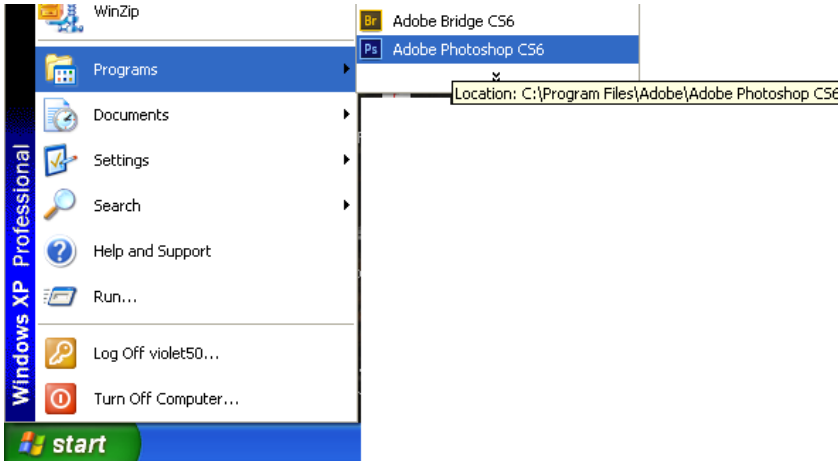 WinZip
Programs
Documents
Settings
Search
Help and Support
Run...
Log Off violet50...
Turn Off Computer...
Windows XP Professional
start
Br Adobe Bridge CS6
Ps Adobe Photoshop CS6
Location: C:\Program Files\Adobe\Adobe Photoshop CS6